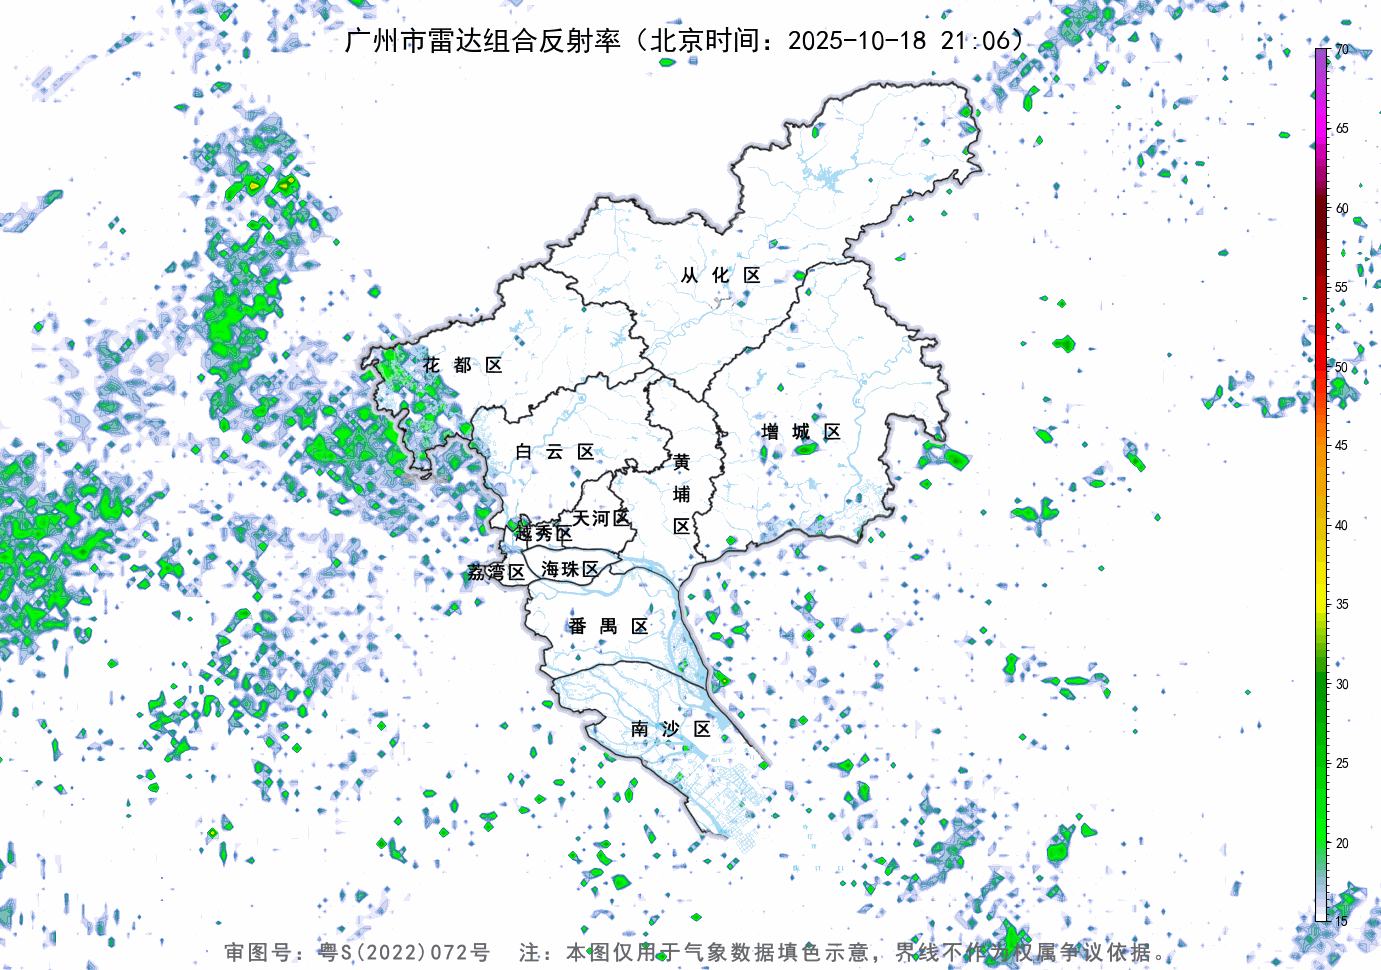 广州市雷达组合反射率（北京时间：2025-10-18 21:06）
70
65
60
55
50
45
40
35
30
25
20
15
从化区
花都区
增城区
白云区
黄埔区
天河区
越秀区
荔湾区
海珠区
番禺区
南沙区
审图号：粤S(2022)072号 注：本图仅用于气象数据填色示意，界线不作为权属争议依据。